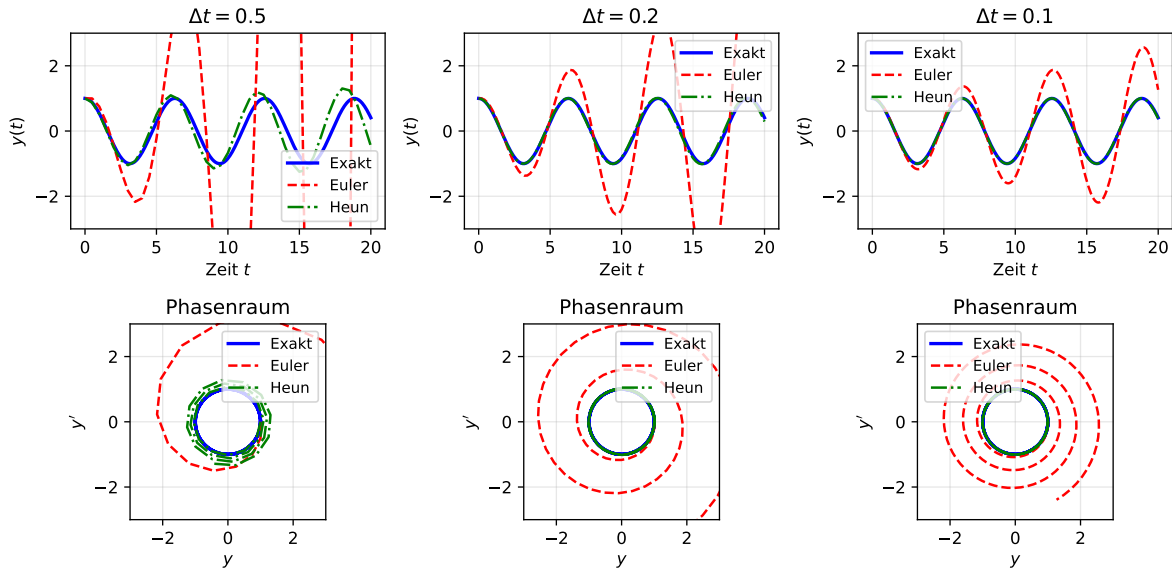 Δt = 0.5
y(t)
2
0
−2
Exakt
Euler
Heun
0 5 10 15 20
Zeit t
Δt = 0.2
y(t)
2
0
−2
Exakt
Euler
Heun
0 5 10 15 20
Zeit t
Δt = 0.1
y(t)
2
0
−2
Exakt
Euler
Heun
0 5 10 15 20
Zeit t
Phasenraum
y′
2
0
−2
Exakt
Euler
Heun
−2 0 2
y
Phasenraum
y′
2
0
−2
Exakt
Euler
Heun
−2 0 2
y
Phasenraum
y′
2
0
−2
Exakt
Euler
Heun
−2 0 2
y